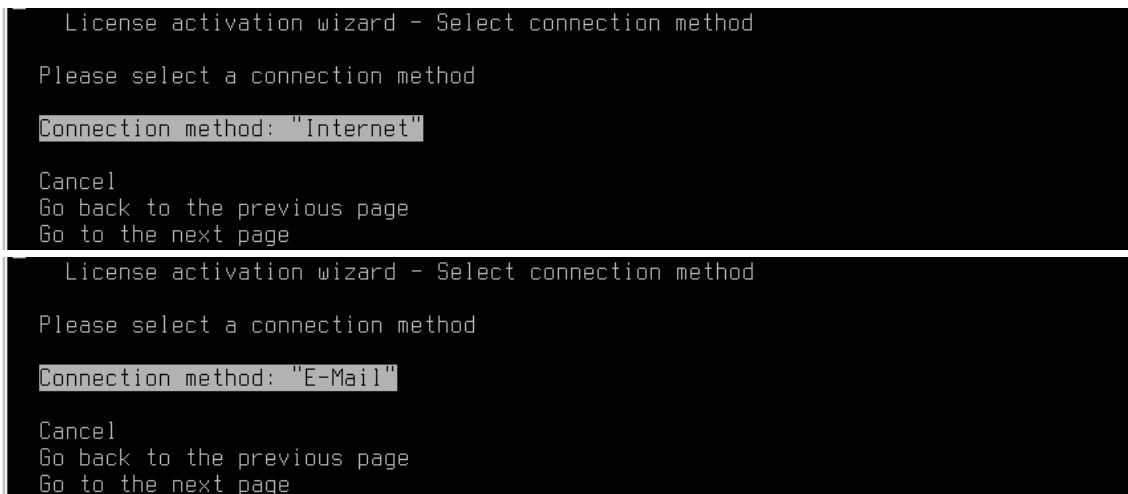 License activation wizard - Select connection method
Please select a connection method
Connection method: "Internet"
Cancel
Go back to the previous page
Go to the next page
License activation wizard - Select connection method
Please select a connection method
Connection method: "E-Mail"
Cancel
Go back to the previous page
Go to the next page